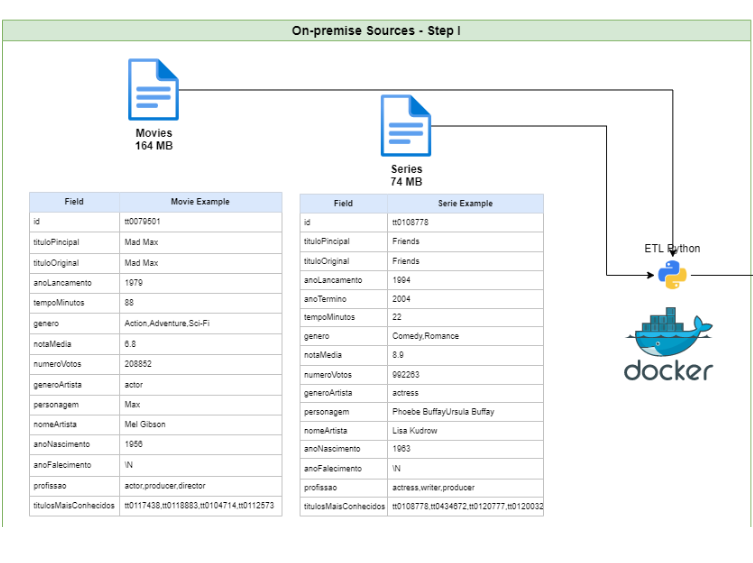 On-premise Sources - Step I
Movies
164 MB
Series
74 MB
Field Movie Example
id tt0079501
tituloPincipal Mad Max
tituloOriginal Mad Max
anoLancamento 1979
tempoMinutos 88
genero Action,Adventure,Sci-Fi
notaMedia 6.8
numeroVotos 208852
generoArtista actor
personagem Max
nomeArtista Mel Gibson
anoNascimento 1956
anoFalecimento \N
profissao actor,producer,director
titulosMaisConhecidos tt0117438,tt0118883,tt0104714,tt0112573
Field Serie Example
id tt0108778
tituloPincipal Friends
tituloOriginal Friends
anoLancamento 1994
anoTermino 2004
tempoMinutos 22
genero Comedy,Romance
notaMedia 8.9
numeroVotos 992263
generoArtista actress
personagem Phoebe BuffayUrsula Buffay
nomeArtista Lisa Kudrow
anoNascimento 1963
anoFalecimento \N
profissao actress,writer,producer
titulosMaisConhecidos tt0108778,tt0434672,tt0120777,tt0120032
ETL Python
docker